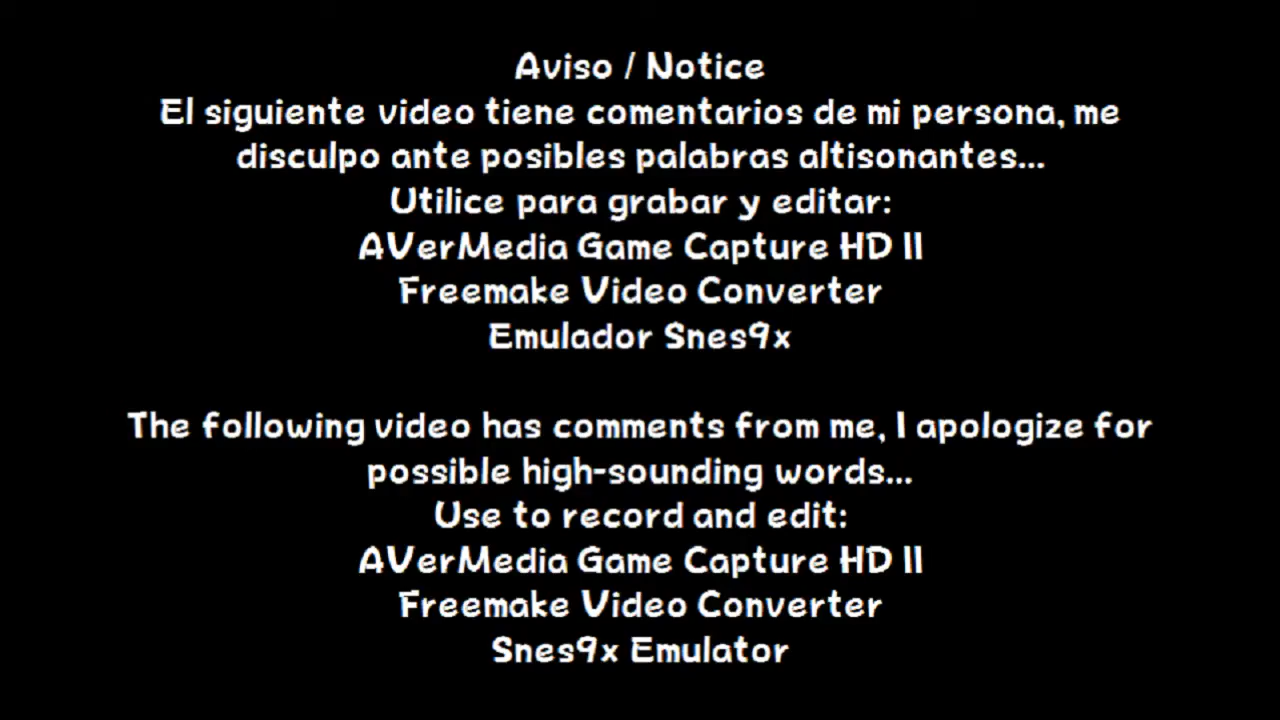 Aviso / Notice
El siguiente video tiene comentarios de mi persona, me
disculpo ante posibles palabras altisonantes...
Utilice para grabar y editar:
AVerMedia Game Capture HD II
Freemake Video Converter
Emulador Snes9x
The following video has comments from me, I apologize for
possible high-sounding words...
Use to record and edit:
AVerMedia Game Capture HD II
Freemake Video Converter
Snes9x Emulator